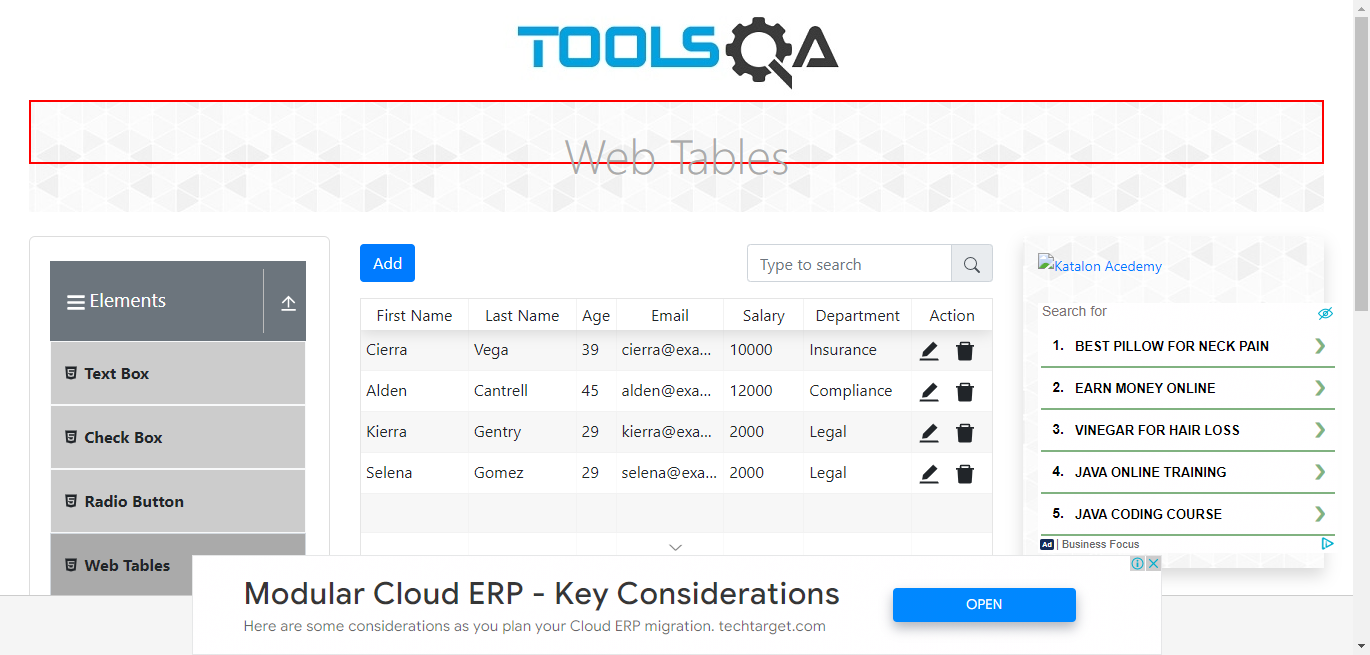 TOOLSQA
Web Tables
Elements
Text Box
Check Box
Radio Button
Web Tables
Add
Type to search
First Name Last Name Age Email Salary Department Action
Cierra Vega 39 cierra@exa... 10000 Insurance
Alden Cantrell 45 alden@exa... 12000 Compliance
Kierra Gentry 29 kierra@exa... 2000 Legal
Selena Gomez 29 selena@exa... 2000 Legal
Katalon Acedemy
Search for
1. BEST PILLOW FOR NECK PAIN
2. EARN MONEY ONLINE
3. VINEGAR FOR HAIR LOSS
4. JAVA ONLINE TRAINING
5. JAVA CODING COURSE
Ad | Business Focus
Modular Cloud ERP - Key Considerations
Here are some considerations as you plan your Cloud ERP migration. techtarget.com
OPEN